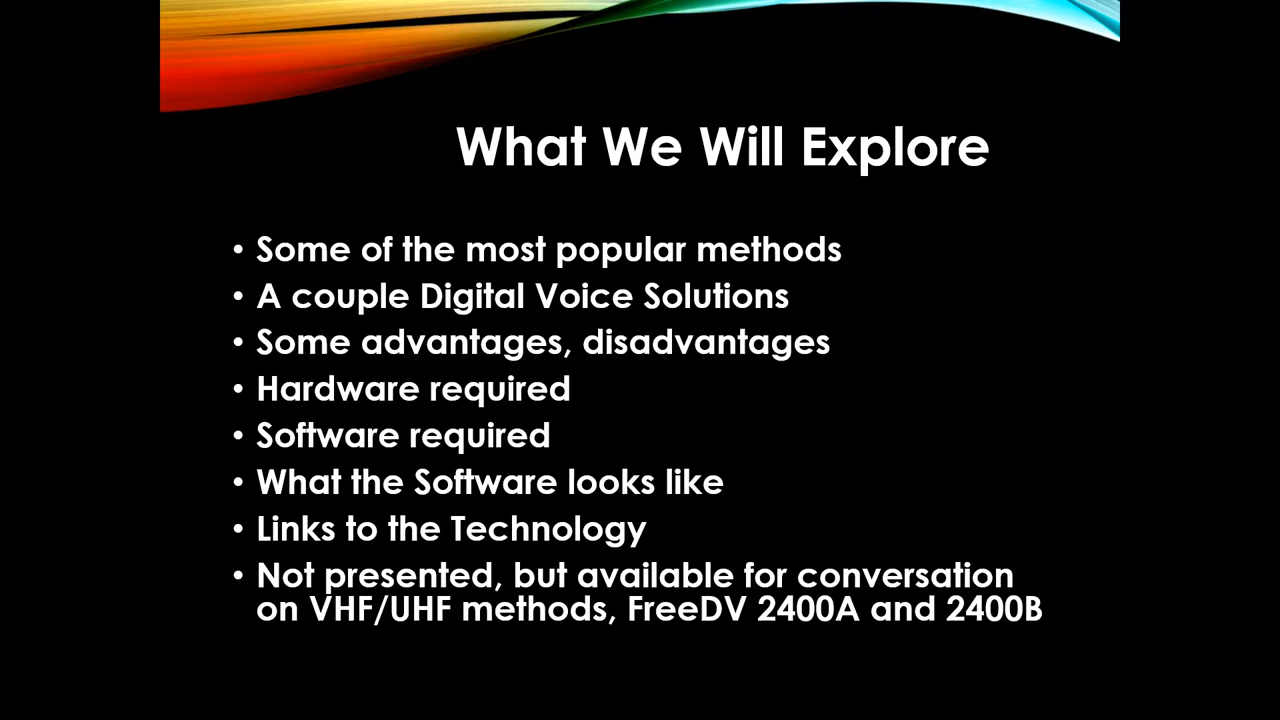 What We Will Explore
• Some of the most popular methods
• A couple Digital Voice Solutions
• Some advantages, disadvantages
• Hardware required
• Software required
• What the Software looks like
• Links to the Technology
• Not presented, but available for conversation
on VHF/UHF methods, FreeDV 2400A and 2400B